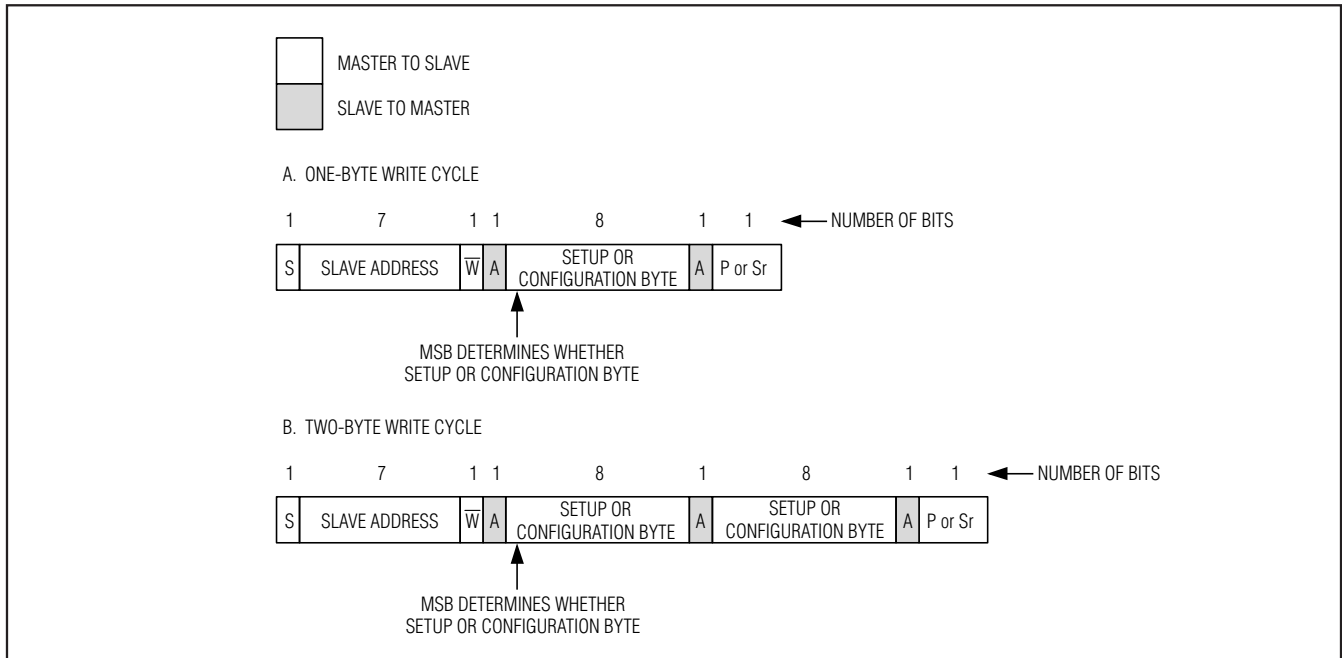 MASTER TO SLAVE
SLAVE TO MASTER
A. ONE-BYTE WRITE CYCLE
1 7 1 1 8 1 1 NUMBER OF BITS
S SLAVE ADDRESS W̅ A SETUP OR CONFIGURATION BYTE A P or Sr
MSB DETERMINES WHETHER
SETUP OR CONFIGURATION BYTE
B. TWO-BYTE WRITE CYCLE
1 7 1 1 8 1 8 1 1 NUMBER OF BITS
S SLAVE ADDRESS W̅ A SETUP OR CONFIGURATION BYTE A SETUP OR CONFIGURATION BYTE A P or Sr
MSB DETERMINES WHETHER
SETUP OR CONFIGURATION BYTE